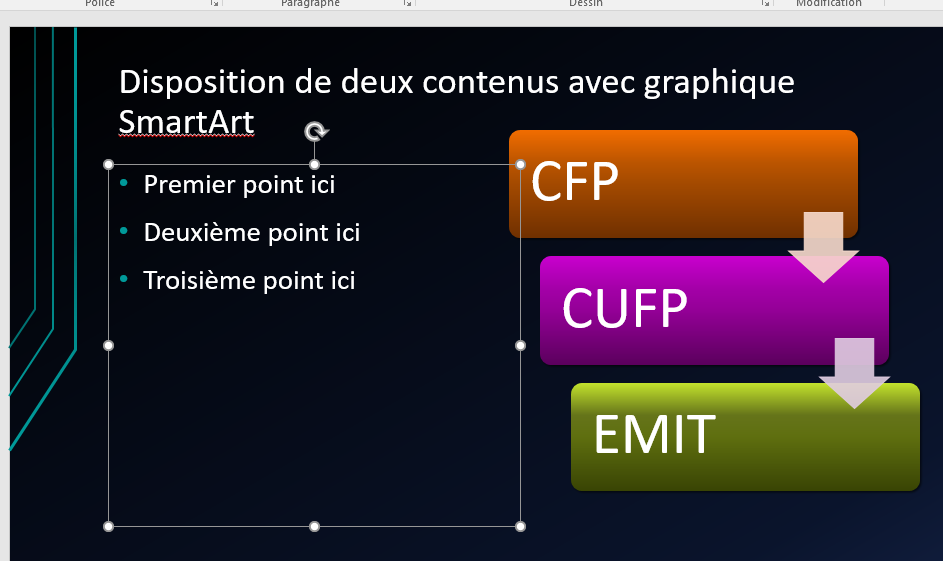 Police
Paragraphe
Dessin
Modification
Disposition de deux contenus avec graphique
SmartArt
Premier point ici
Deuxième point ici
Troisième point ici
CFP
CUFP
EMIT